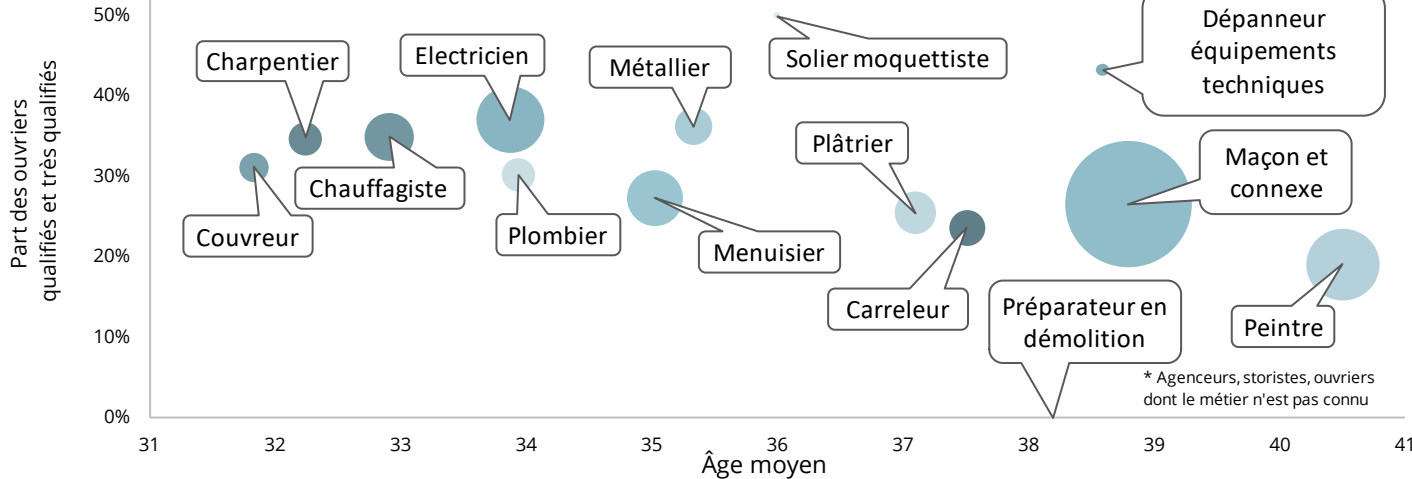 50%
40%
30%
20%
10%
0%
Part des ouvriers
qualifiés et très qualifiés
Charpentier
Electricien
Métallier
Solier moquettiste
Dépanneur
équipements
techniques
Plâtrier
Maçon et
connexe
Chauffagiste
Couvreur
Plombier
Menuisier
Carreleur
Préparateur en
démolition
Peintre
* Agenceurs, storistes, ouvriers
dont le métier n'est pas connu
31
32
33
34
35
36
37
38
39
40
41
Âge moyen